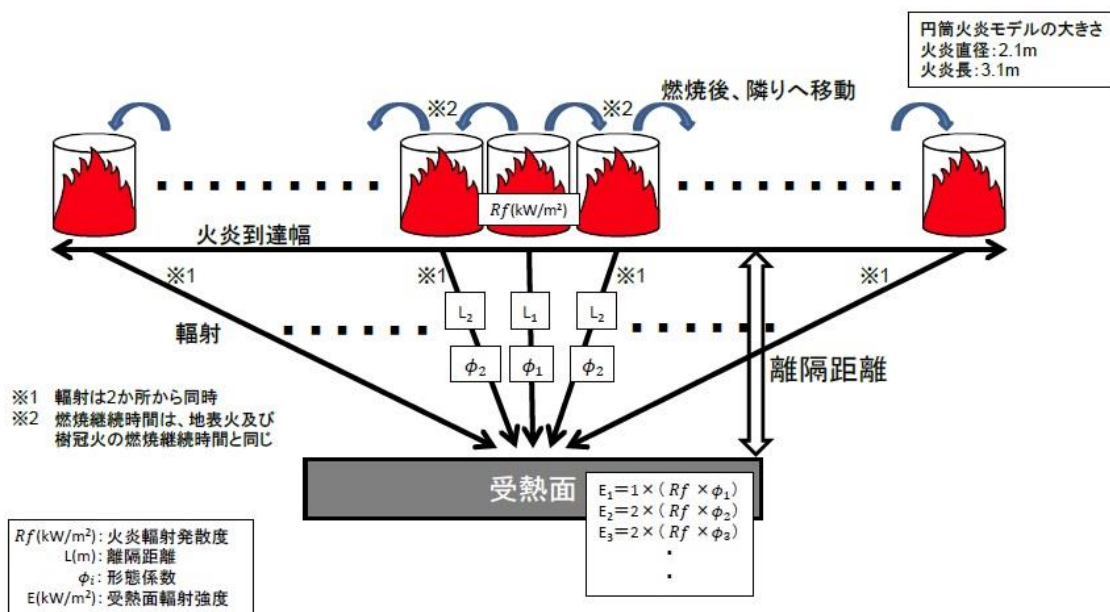 円筒火炎モデルの大きさ
火炎直径:2.1m
火炎長:3.1m
燃焼後、隣りへ移動
※2
※2
Rf(kW/m²)
火炎到達幅
※1
※1
※1
※1
L₂
L₁
L₂
輻射
ϕ₂
ϕ₁
ϕ₂
離隔距離
※1 輻射は2か所から同時
※2 燃焼継続時間は、地表火及び
樹冠火の燃焼継続時間と同じ
受熱面
E₁=1×(Rf×ϕ₁)
E₂=2×(Rf×ϕ₂)
E₃=2×(Rf×ϕ₃)
・
・
Rf(kW/m²):火炎輻射発散度
L(m):離隔距離
ϕᵢ:形態係数
E(kW/m²):受熱面輻射強度